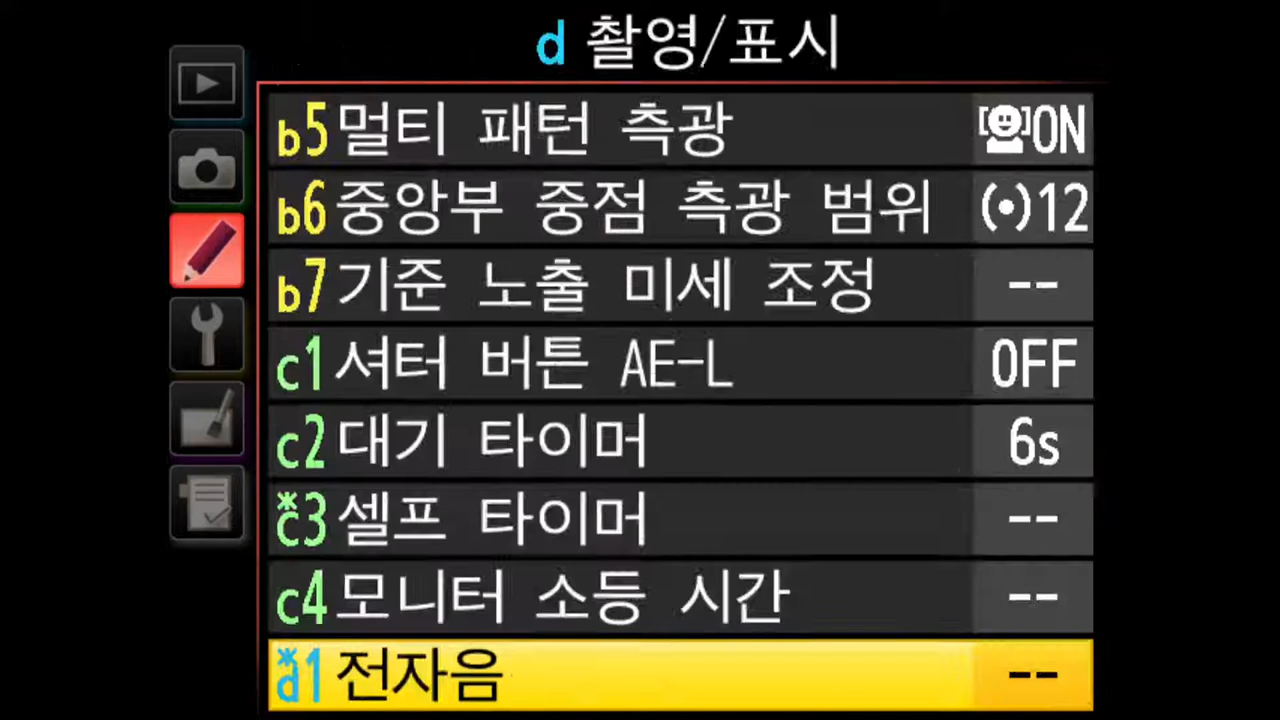 d 촬영/표시
b5 멀티 패턴 측광 ON
b6 중앙부 중점 측광 범위 (•)12
b7 기준 노출 미세 조정 --
c1 셔터 버튼 AE-L OFF
c2 대기 타이머 6s
*c3 셀프 타이머 --
c4 모니터 소등 시간 --
*d1 전자음 --